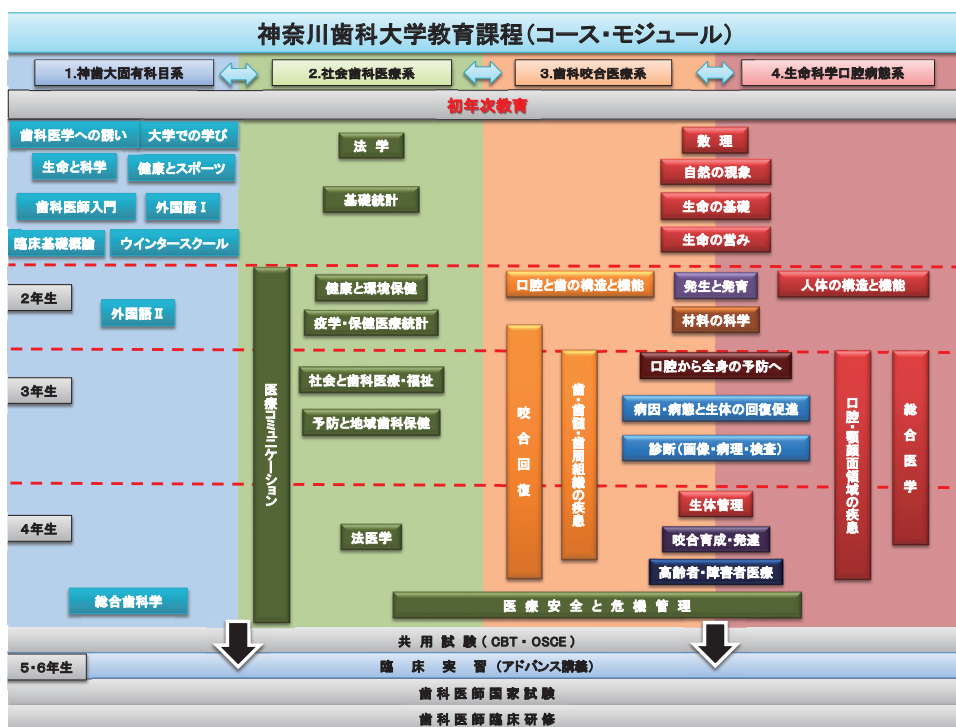 神奈川歯科大学教育課程(コース・モジュール)
1.神歯大固有科目系
2.社会歯科医療系
3.歯科咬合医療系
4.生命科学口腔病態系
初年次教育
歯科医学への誘い
大学での学び
法学
数理
生命と科学
健康とスポーツ
自然の現象
歯科医師入門
外国語Ⅰ
基礎統計
生命の基礎
臨床基礎概論
ウインタースクール
生命の営み
2年生
健康と環境保健
口腔と歯の構造と機能
発生と発育
人体の構造と機能
外国語Ⅱ
疫学・保健医療統計
材料の科学
医療コミュニケーション
咬合回復
歯・歯髄・歯周組織の疾患
口腔・顎顔面領域の疾患
総合医学
3年生
社会と歯科医療・福祉
口腔から全身の予防へ
予防と地域歯科保健
病因・病態と生体の回復促進
診断(画像・病理・検査)
4年生
法医学
生体管理
咬合育成・発達
高齢者・障害者医療
総合歯科学
医療安全と危機管理
共用試験(CBT・OSCE)
5・6年生
臨床実習(アドバンス講義)
歯科医師国家試験
歯科医師臨床研修